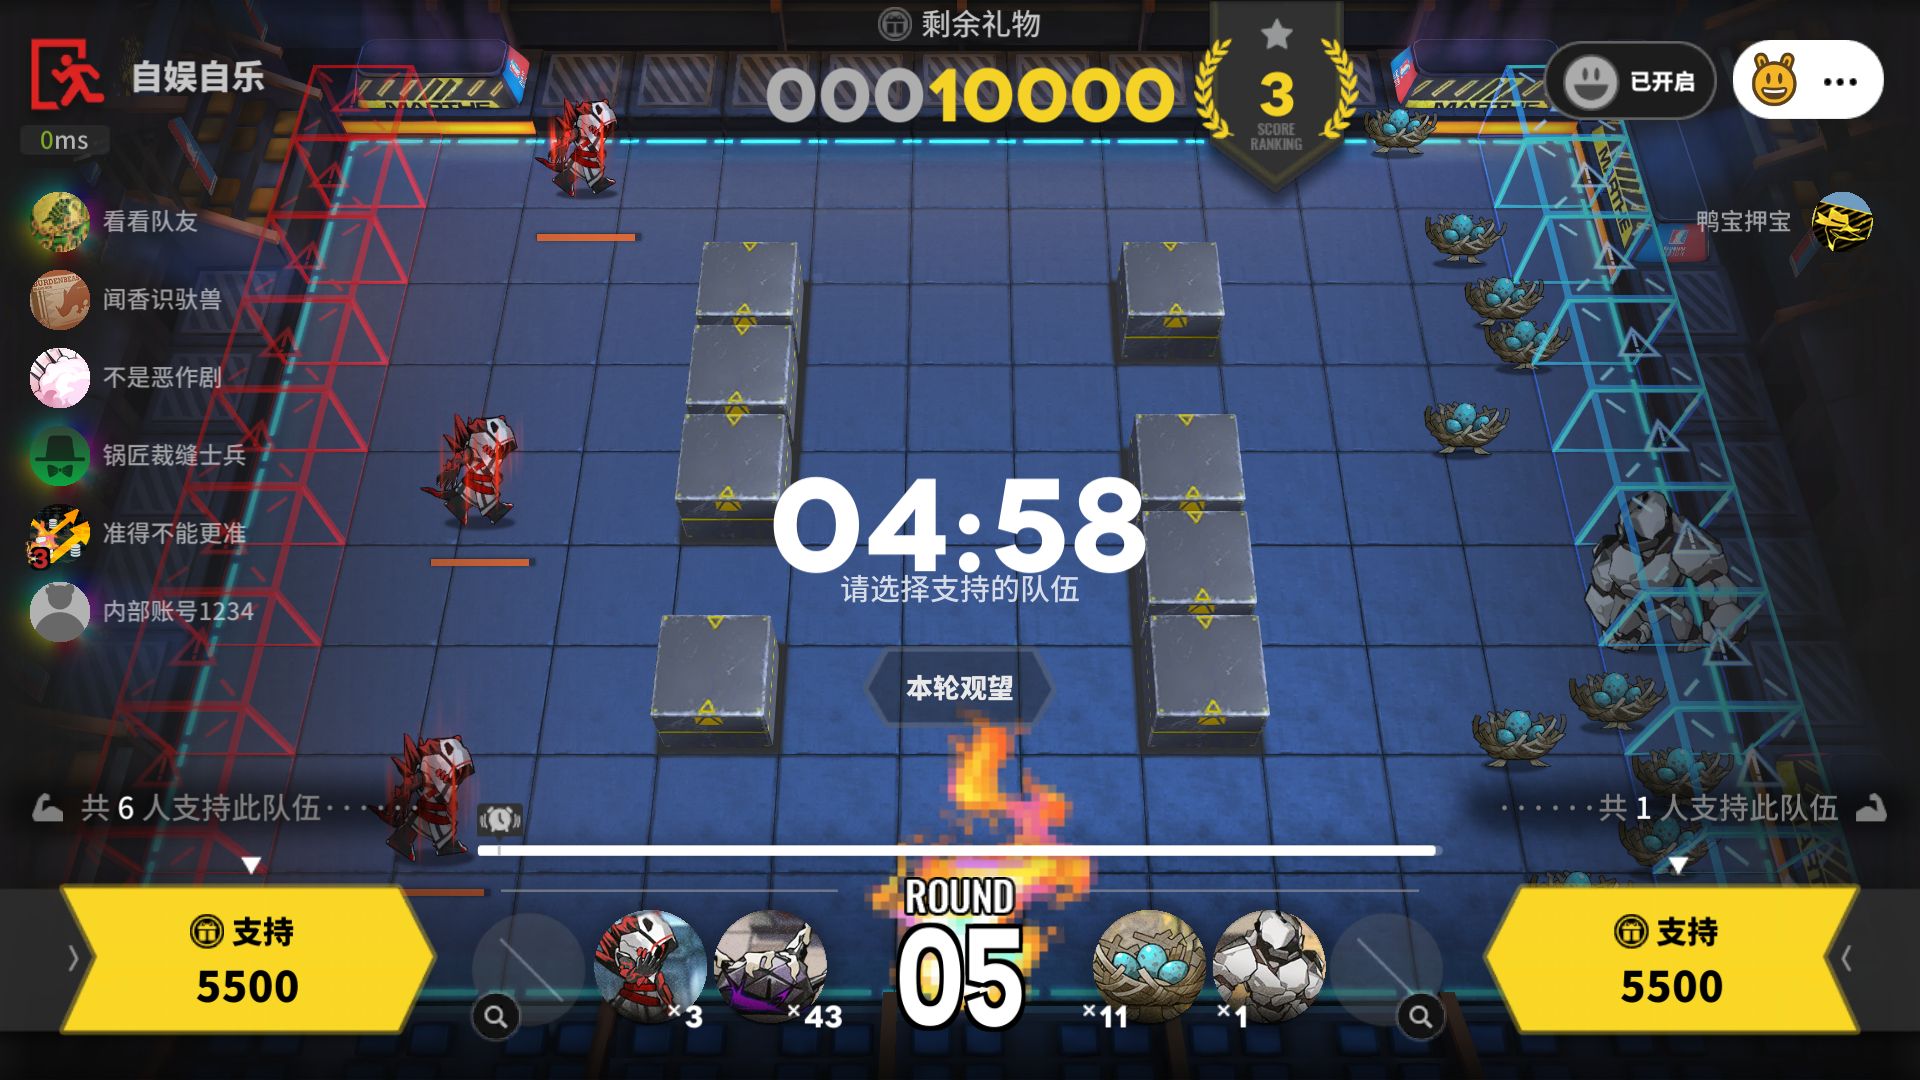 剩余礼物
自娱自乐
00010000
3
SCORE
RANKING
已开启
0ms
看看队友
鸭宝押宝
闻香识驮兽
不是恶作剧
锅匠裁缝士兵
准得不能更准
3
内部账号1234
04:58
请选择支持的队伍
本轮观望
共 6 人支持此队伍
共 1 人支持此队伍
支持
5500
×3
×43
ROUND
05
×11
×1
支持
5500